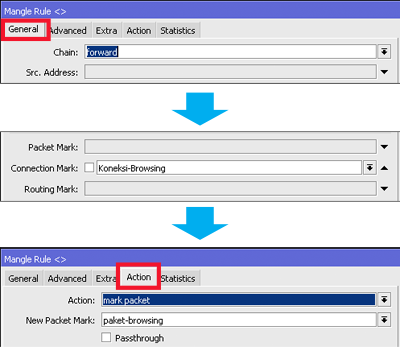 Mangle Rule <>
General Advanced Extra Action Statistics
Chain: forward
Src. Address:
Packet Mark:
Connection Mark: Koneksi-Browsing
Routing Mark:
Mangle Rule <>
General Advanced Extra Action Statistics
Action: mark packet
New Packet Mark: paket-browsing
Passthrough